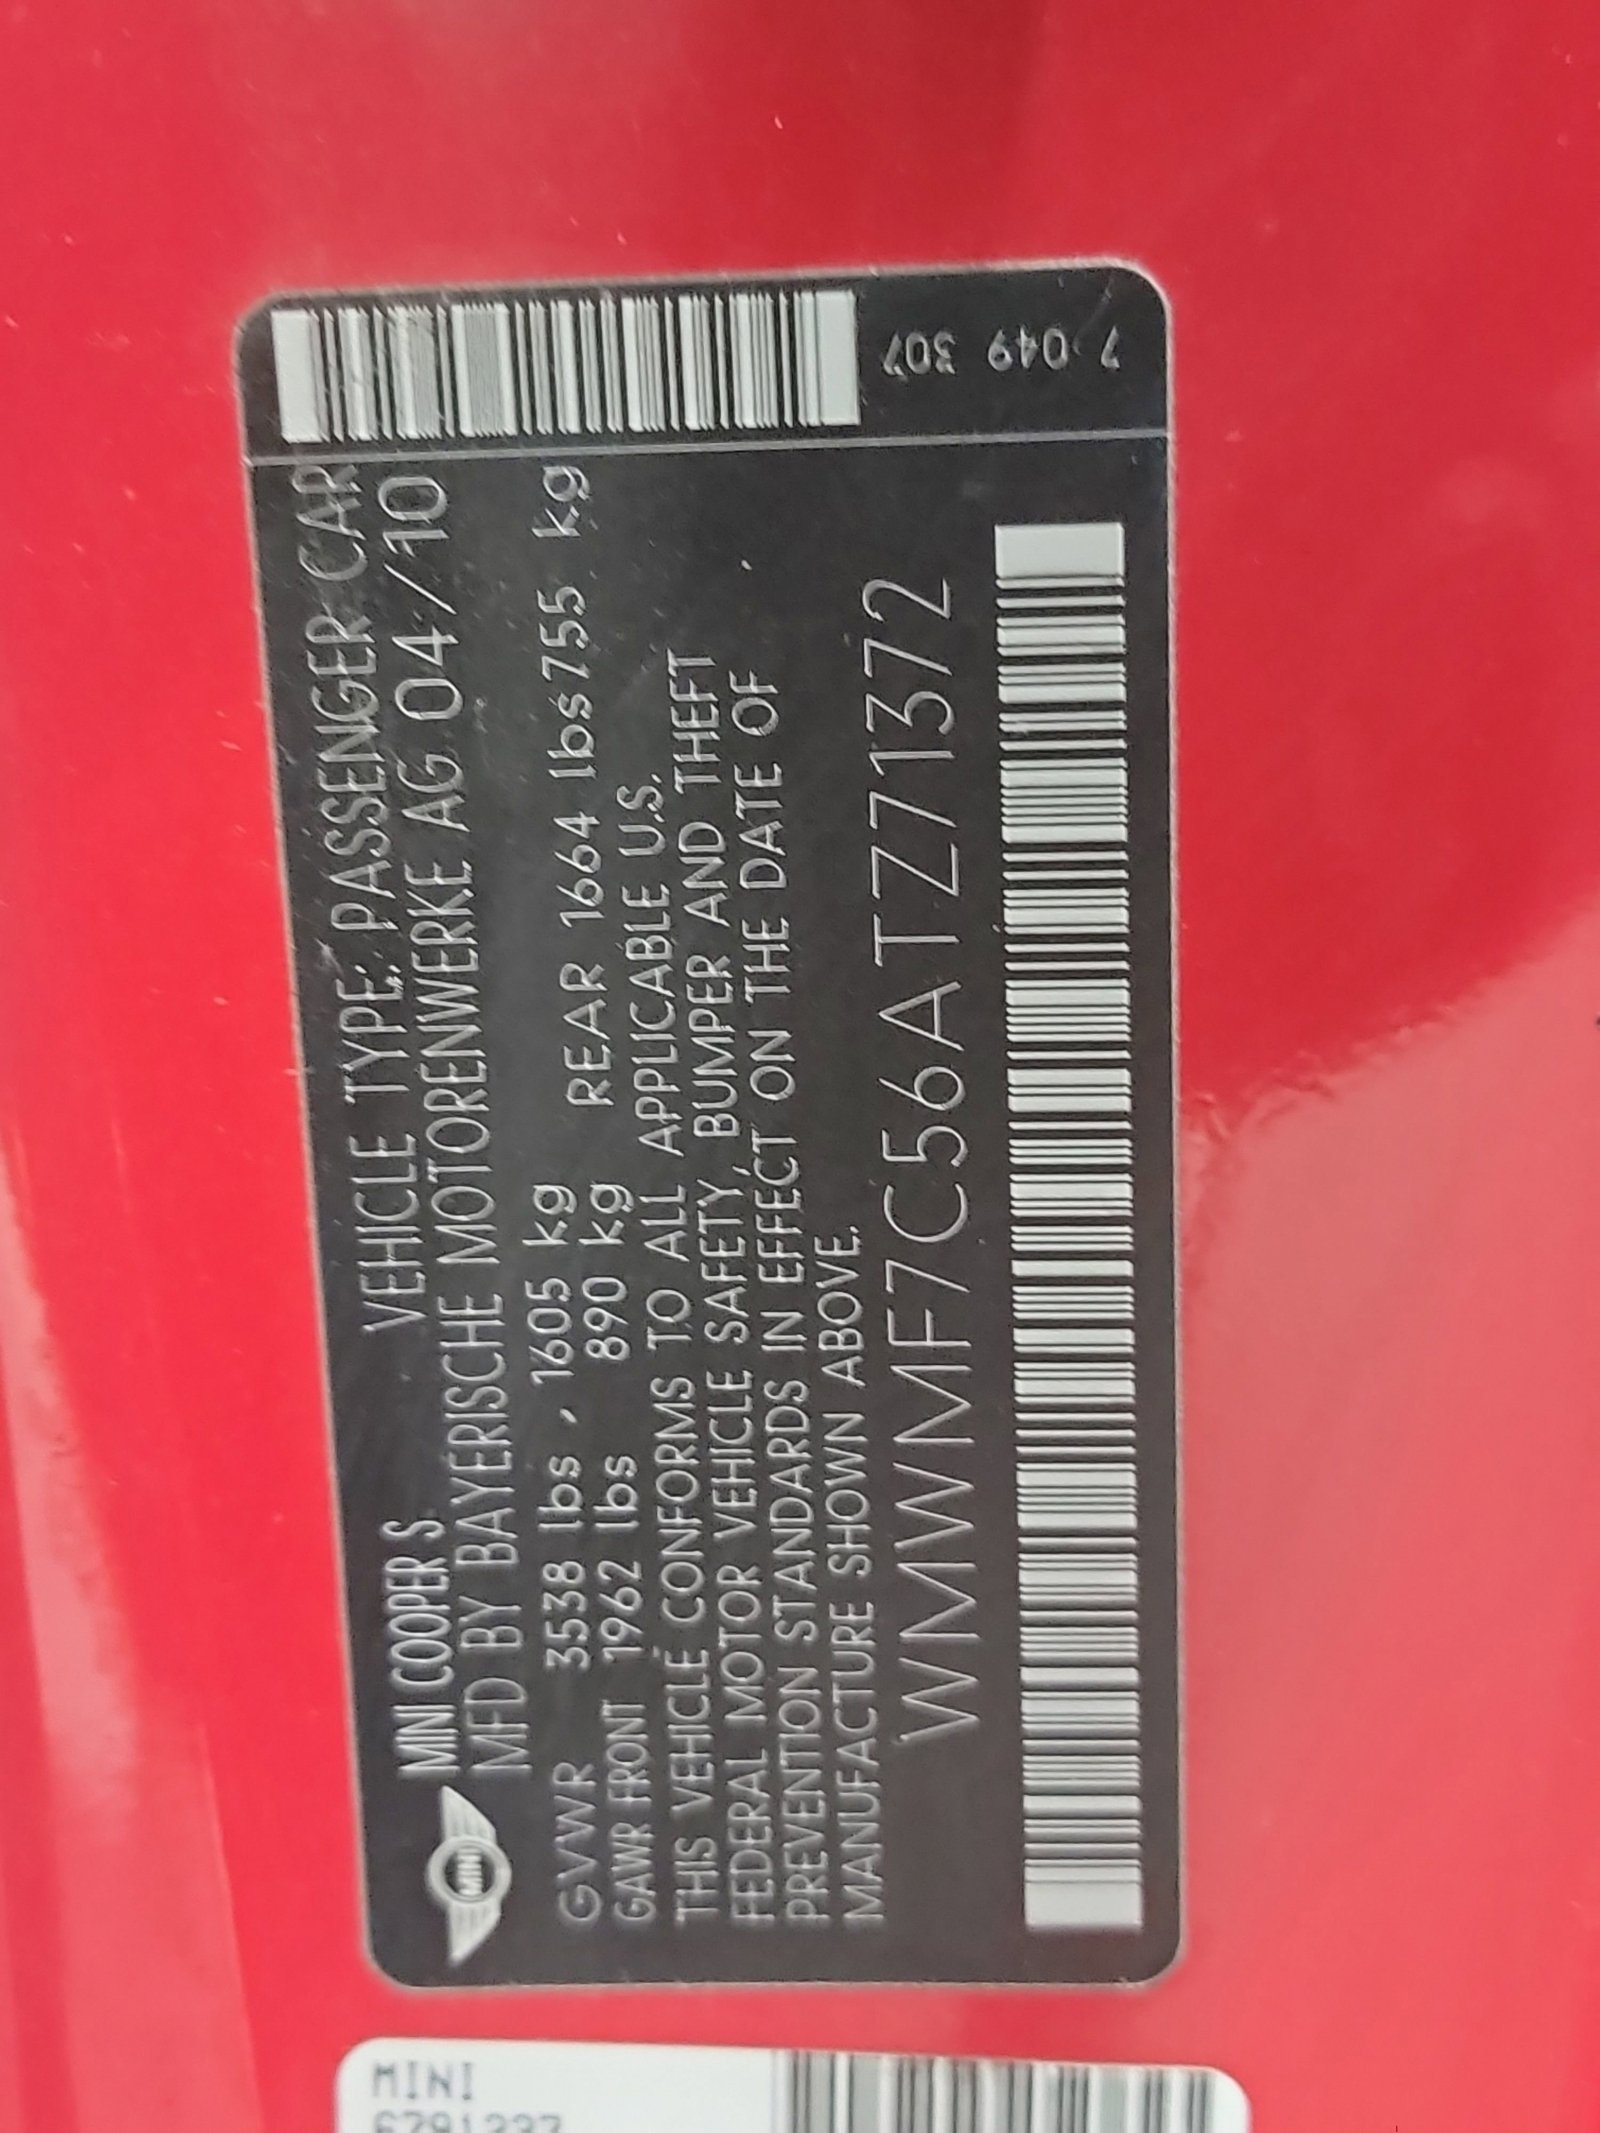 MINI COOPER S VEHICLE TYPE: PASSENGER CAR
MFD BY BAYERISCHE MOTORENWERKE AG 04/10
GVWR 3538 lbs , 1605 kg
GAWR FRONT 1962 lbs 890 kg REAR 1664 lbs 755 kg
THIS VEHICLE CONFORMS TO ALL APPLICABLE U.S.
FEDERAL MOTOR VEHICLE SAFETY, BUMPER AND THEFT
PREVENTION STANDARDS IN EFFECT ON THE DATE OF
MANUFACTURE SHOWN ABOVE.
WMWMF7C56ATZ71372
7 049 307
MINI
MINI